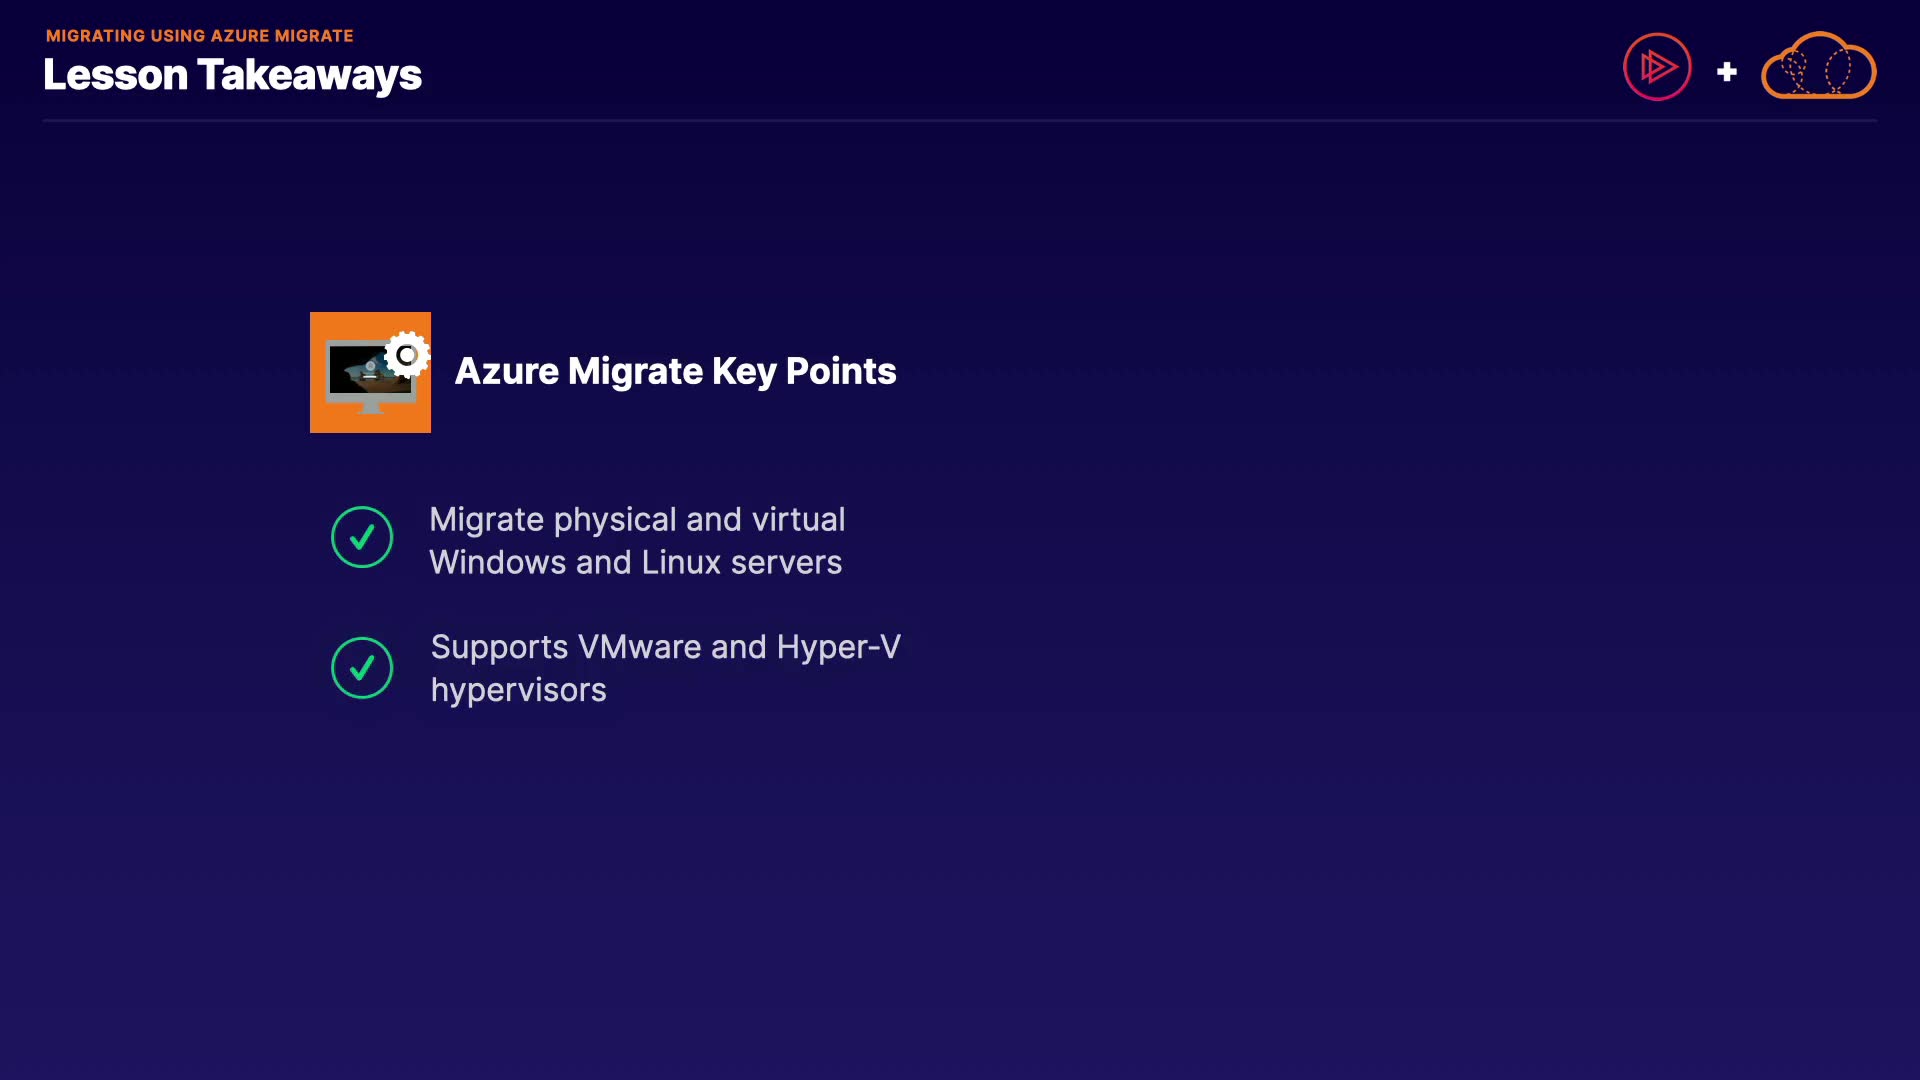 MIGRATING USING AZURE MIGRATE
Lesson Takeaways
+
Azure Migrate Key Points
Migrate physical and virtual
Windows and Linux servers
Supports VMware and Hyper-V
hypervisors